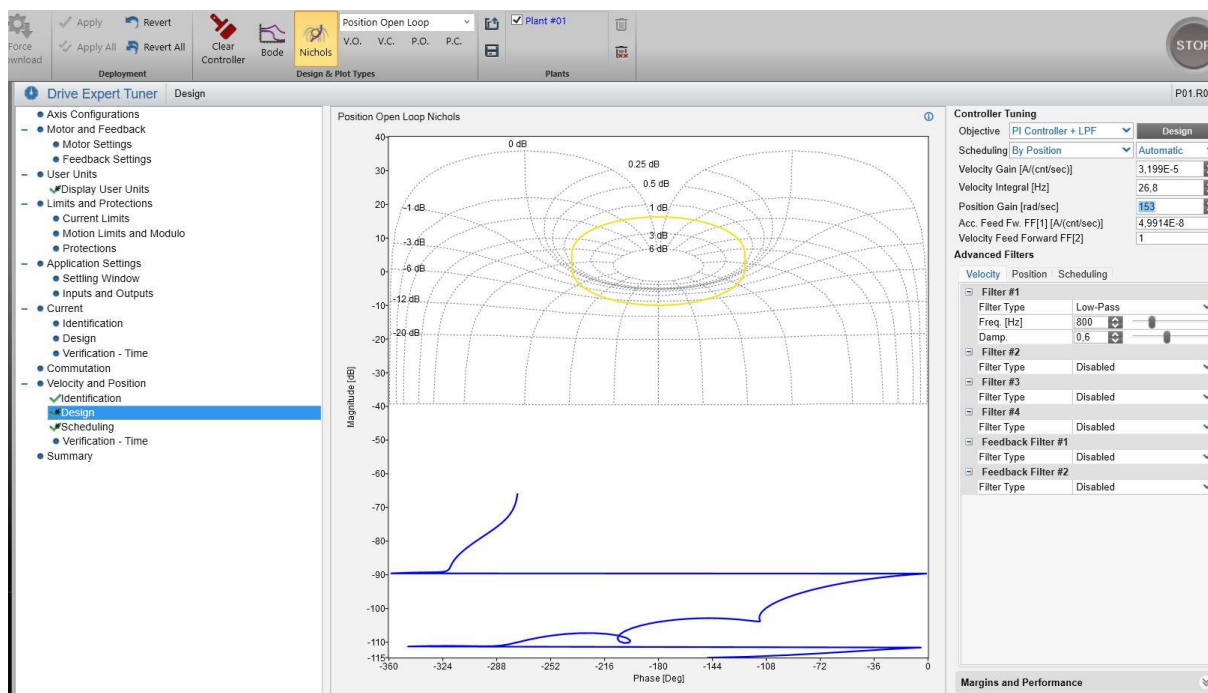 Force Download
Apply
Revert
Apply All
Revert All
Deployment
Clear Controller
Bode
Nichols
Position Open Loop
V.O. V.C. P.O. P.C.
Design & Plot Types
Plant #01
Plants
STOP
Drive Expert Tuner Design
P01.R0
Axis Configurations
Motor and Feedback
Motor Settings
Feedback Settings
User Units
Display User Units
Limits and Protections
Current Limits
Motion Limits and Modulo
Protections
Application Settings
Settling Window
Inputs and Outputs
Current
Identification
Design
Verification - Time
Commutation
Velocity and Position
Identification
Design
Scheduling
Verification - Time
Summary
Position Open Loop Nichols
Magnitude [dB]
40
30
20
10
0
-10
-20
-30
-40
-50
-60
-70
-80
-90
-100
-110
-115
0 dB
0.25 dB
0.5 dB
1 dB
3 dB
6 dB
-1 dB
-3 dB
-6 dB
-12 dB
-20 dB
-360 -324 -288 -252 -216 -180 -144 -108 -72 -36 0
Phase [Deg]
Controller Tuning
Objective PI Controller + LPF Design
Scheduling By Position Automatic
Velocity Gain [A/(cnt/sec)] 3,199E-5
Velocity Integral [Hz] 26,8
Position Gain [rad/sec] 153
Acc. Feed Fw. FF[1] [A/(cnt/sec)] 4,9914E-8
Velocity Feed Forward FF[2] 1
Advanced Filters
Velocity Position Scheduling
Filter #1
Filter Type Low-Pass
Freq. [Hz] 800
Damp. 0,6
Filter #2
Filter Type Disabled
Filter #3
Filter Type Disabled
Filter #4
Filter Type Disabled
Feedback Filter #1
Filter Type Disabled
Feedback Filter #2
Filter Type Disabled
Margins and Performance